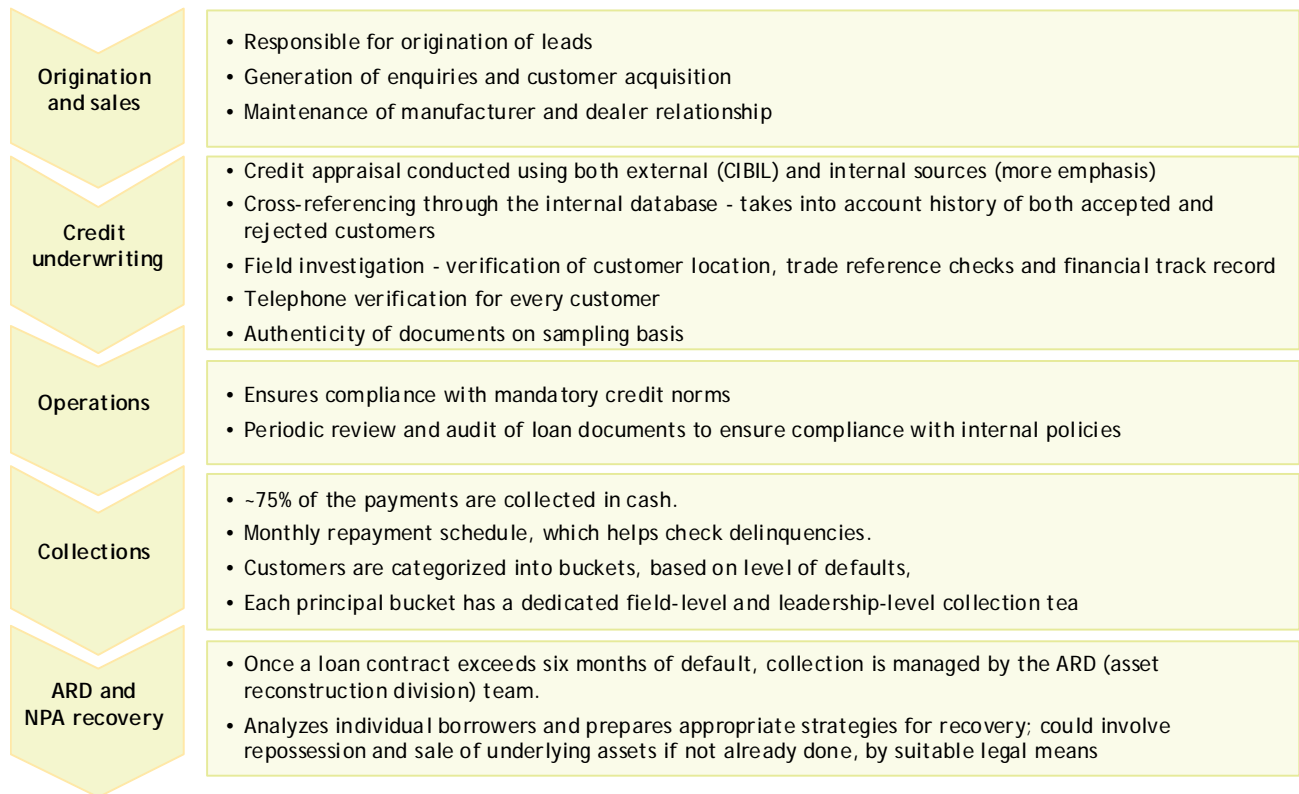 Origination
and sales
• Responsible for origination of leads
• Generation of enquiries and customer acquisition
• Maintenance of manufacturer and dealer relationship
Credit
underwriting
• Credit appraisal conducted using both external (CIBIL) and internal sources (more emphasis)
• Cross-referencing through the internal database - takes into account history of both accepted and
rejected customers
• Field investigation - verification of customer location, trade reference checks and financial track record
• Telephone verification for every customer
• Authenticity of documents on sampling basis
Operations
• Ensures compliance with mandatory credit norms
• Periodic review and audit of loan documents to ensure compliance with internal policies
Collections
• ~75% of the payments are collected in cash.
• Monthly repayment schedule, which helps check delinquencies.
• Customers are categorized into buckets, based on level of defaults,
• Each principal bucket has a dedicated field-level and leadership-level collection tea
ARD and
NPA recovery
• Once a loan contract exceeds six months of default, collection is managed by the ARD (asset
reconstruction division) team.
• Analyzes individual borrowers and prepares appropriate strategies for recovery; could involve
repossession and sale of underlying assets if not already done, by suitable legal means